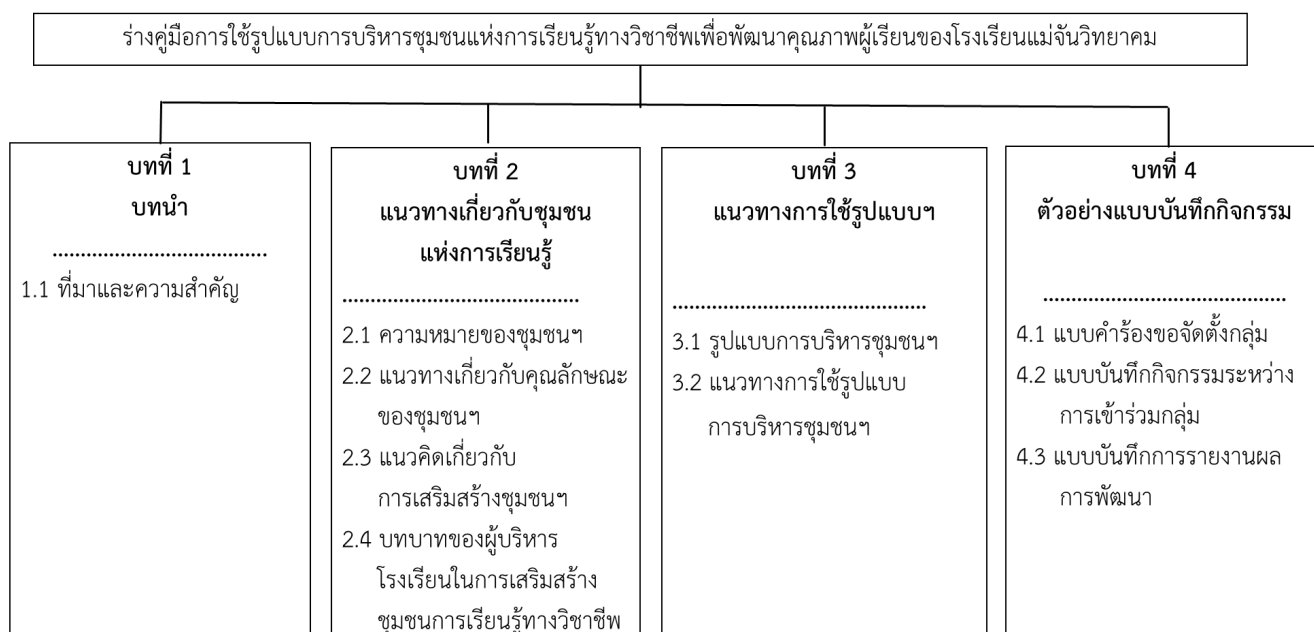 ร่างคู่มือการใช้รูปแบบการบริหารชุมชนแห่งการเรียนรู้ทางวิชาชีพเพื่อพัฒนาคุณภาพผู้เรียนของโรงเรียนแม่จันวิทยาคม
บทที่ 1
บทนำ
..........................................
1.1 ที่มาและความสำคัญ
บทที่ 2
แนวทางเกี่ยวกับชุมชน
แห่งการเรียนรู้
..........................................
2.1 ความหมายของชุมชนฯ
2.2 แนวทางเกี่ยวกับคุณลักษณะ
ของชุมชนฯ
2.3 แนวคิดเกี่ยวกับ
การเสริมสร้างชุมชนฯ
2.4 บทบาทของผู้บริหาร
โรงเรียนในการเสริมสร้าง
ชุมชนการเรียนรู้ทางวิชาชีพ
บทที่ 3
แนวทางการใช้รูปแบบฯ
..........................................
3.1 รูปแบบการบริหารชุมชนฯ
3.2 แนวทางการใช้รูปแบบ
การบริหารชุมชนฯ
บทที่ 4
ตัวอย่างแบบบันทึกกิจกรรม
..........................................
4.1 แบบคำร้องขอจัดตั้งกลุ่ม
4.2 แบบบันทึกกิจกรรมระหว่าง
การเข้าร่วมกลุ่ม
4.3 แบบบันทึกการรายงานผล
การพัฒนา